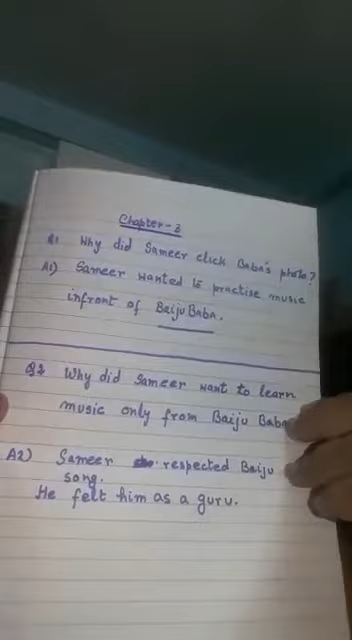 Chapter-3
Q1 Why did Sameer click Baba's photo?
A1) Sameer wanted to practise music
infront of Baiju Baba.
Q2 Why did Sameer want to learn
music only from Baiju Baba
A2) Sameer respected Baiju
song.
He felt him as a guru.